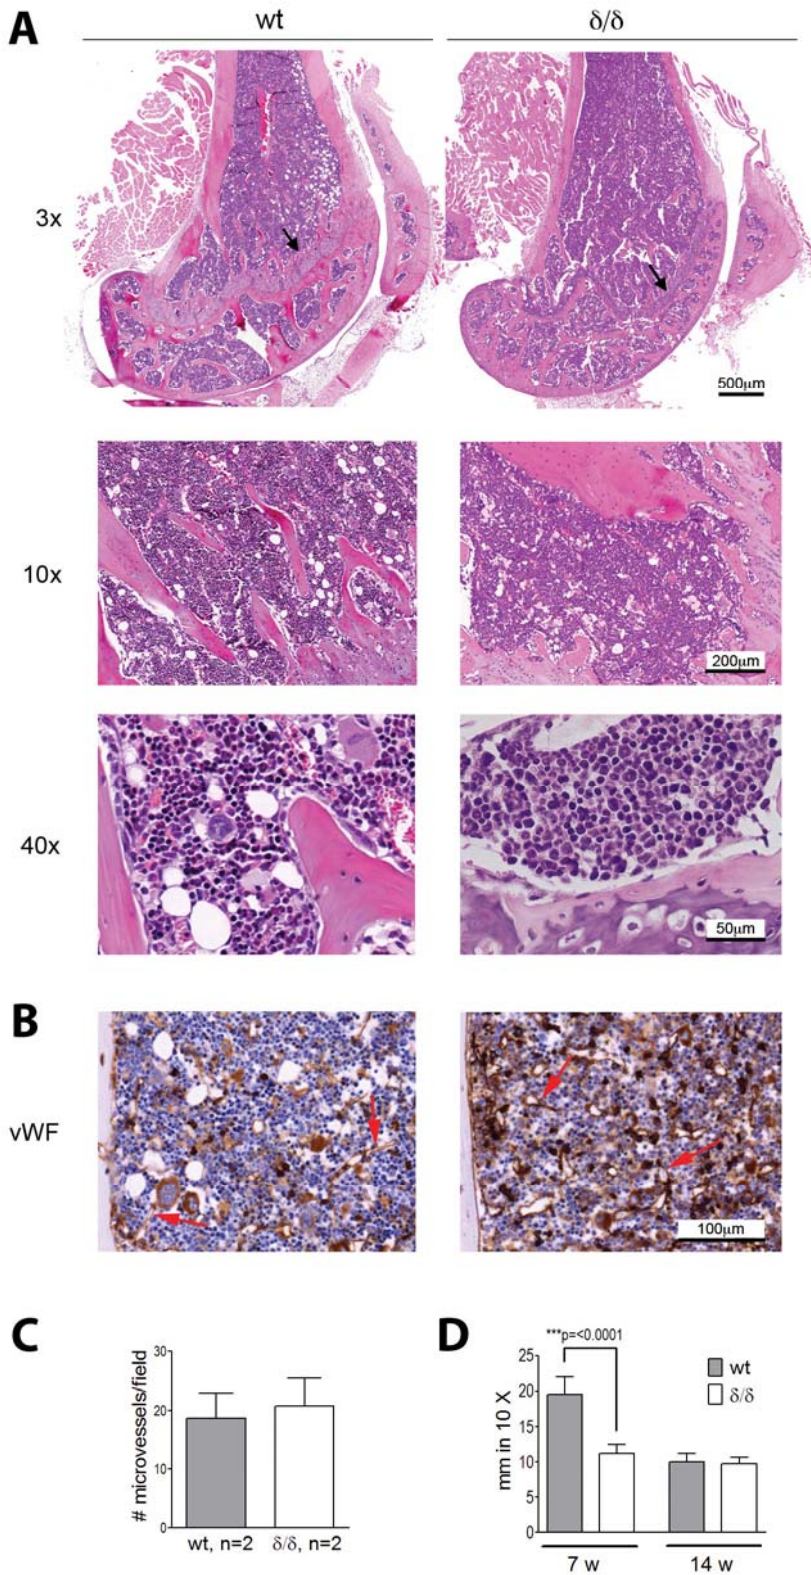 A
wt
δ/δ
3x
500μm
10x
200μm
40x
50μm
B
vWF
100μm
C
# microvessels/field
30
20
10
0
wt, n=2
δ/δ, n=2
D
***p=<0.0001
mm in 10 X
25
20
15
10
5
0
wt
δ/δ
7 w
14 w